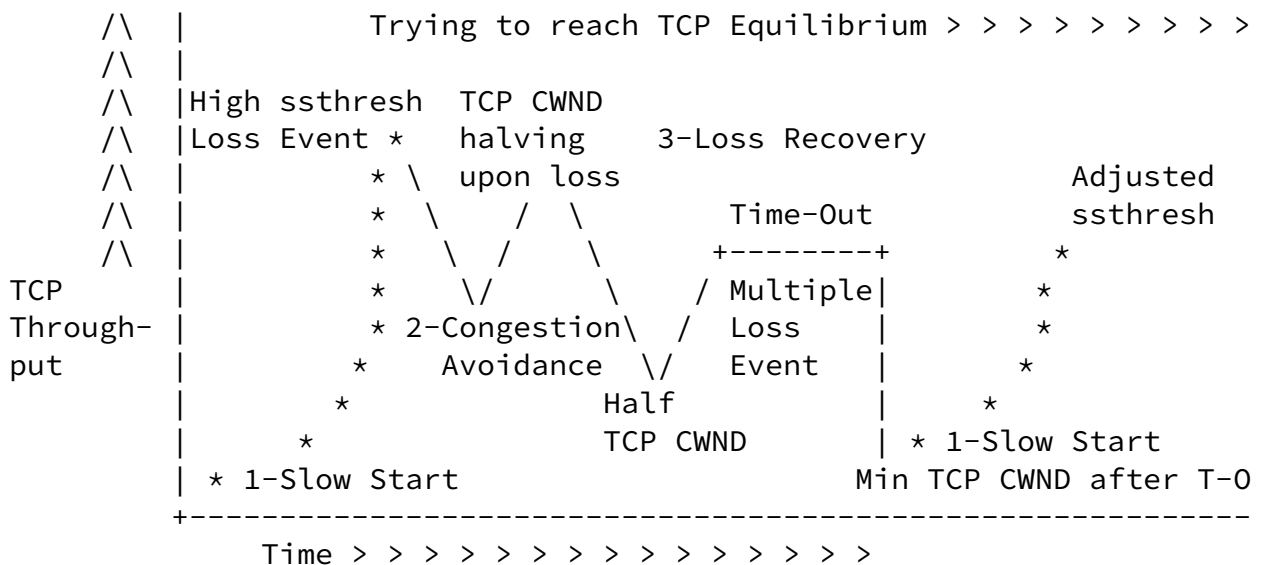 /\ | Trying to reach TCP Equilibrium > > > > > > > > >
/\ |
/\ |High ssthresh TCP CWND
/\ |Loss Event * halving 3-Loss Recovery
/\ | * \ upon loss Adjusted
/\ | * \ / \ Time-Out ssthresh
/\ | * \ / \ +--------+ *
TCP | * \/ \ / Multiple| *
Through- | * 2-Congestion\ / Loss | *
put | * Avoidance \/ Event | *
| * Half | *
| * TCP CWND | * 1-Slow Start
| * 1-Slow Start Min TCP CWND after T-O
+-----------------------------------------------------------
Time > > > > > > > > > > > > > > >